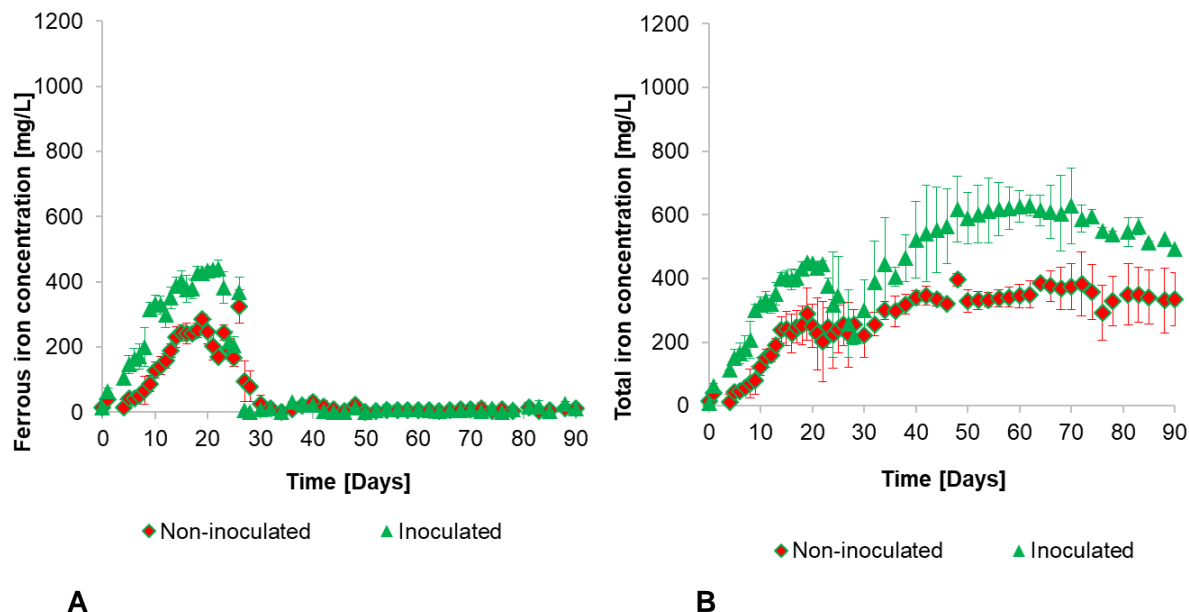 Ferrous iron concentration [mg/L]
1200
1000
800
600
400
200
0
0 10 20 30 40 50 60 70 80 90
Time [Days]
Non-inoculated Inoculated
A
Total iron concentration [mg/L]
1200
1000
800
600
400
200
0
0 10 20 30 40 50 60 70 80 90
Time [Days]
Non-inoculated Inoculated
B